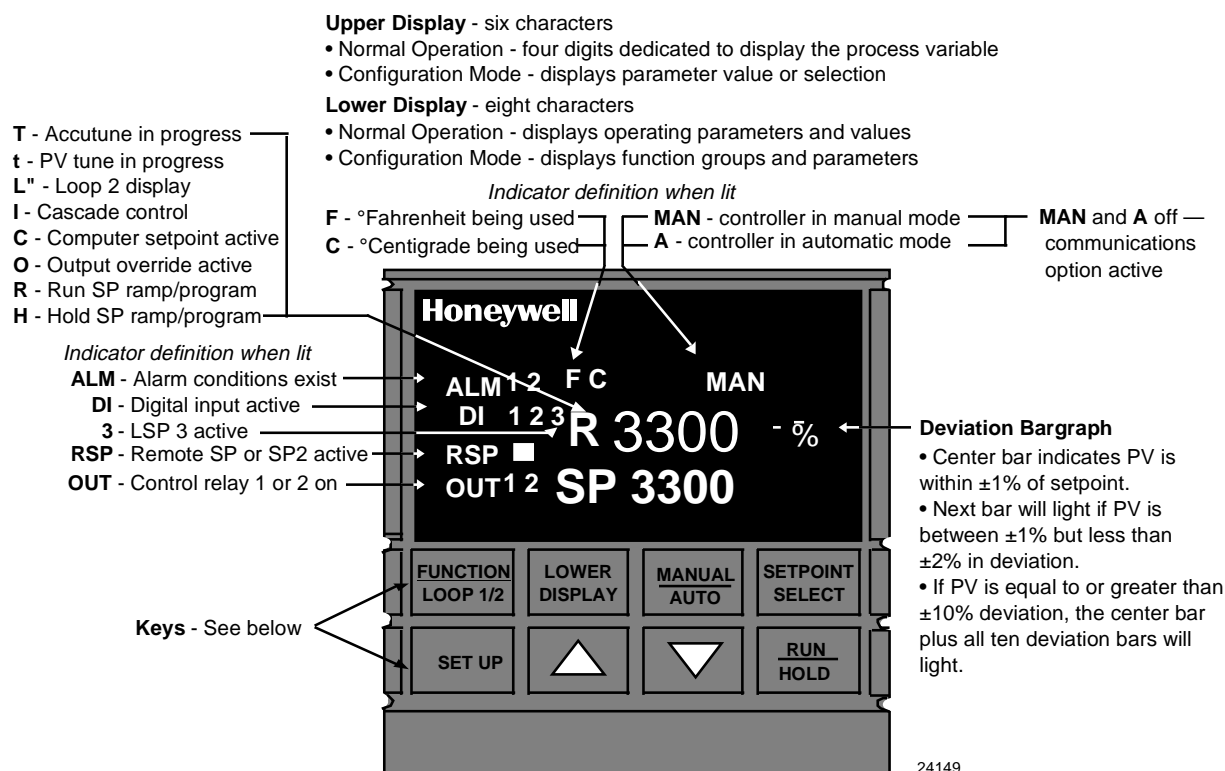 Upper Display - six characters
• Normal Operation - four digits dedicated to display the process variable
• Configuration Mode - displays parameter value or selection
Lower Display - eight characters
• Normal Operation - displays operating parameters and values
• Configuration Mode - displays function groups and parameters
T - Accutune in progress
t - PV tune in progress
L" - Loop 2 display
I - Cascade control
C - Computer setpoint active
O - Output override active
R - Run SP ramp/program
H - Hold SP ramp/program
Indicator definition when lit
F - °Fahrenheit being used
C - °Centigrade being used
MAN - controller in manual mode
A - controller in automatic mode
MAN and A off —
communications
option active
Indicator definition when lit
ALM - Alarm conditions exist
DI - Digital input active
3 - LSP 3 active
RSP - Remote SP or SP2 active
OUT - Control relay 1 or 2 on
Honeywell
ALM 1 2 F C MAN
DI 1 2 3 R 3300 %
RSP
OUT 1 2 SP 3300
Deviation Bargraph
• Center bar indicates PV is
within ±1% of setpoint.
• Next bar will light if PV is
between ±1% but less than
±2% in deviation.
• If PV is equal to or greater than
±10% deviation, the center bar
plus all ten deviation bars will
light.
Keys - See below
FUNCTION
LOOP 1/2
LOWER
DISPLAY
MANUAL
AUTO
SETPOINT
SELECT
SET UP
RUN
HOLD
24149